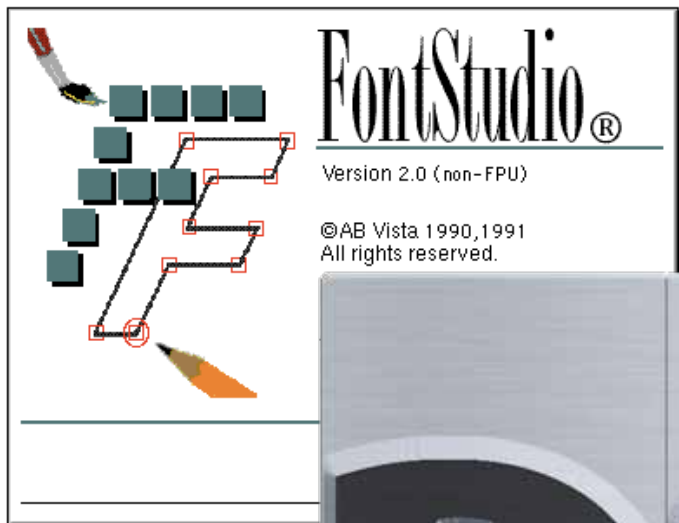 FontStudio®
Version 2.0 (non-FPU)
©AB Vista 1990,1991
All rights reserved.